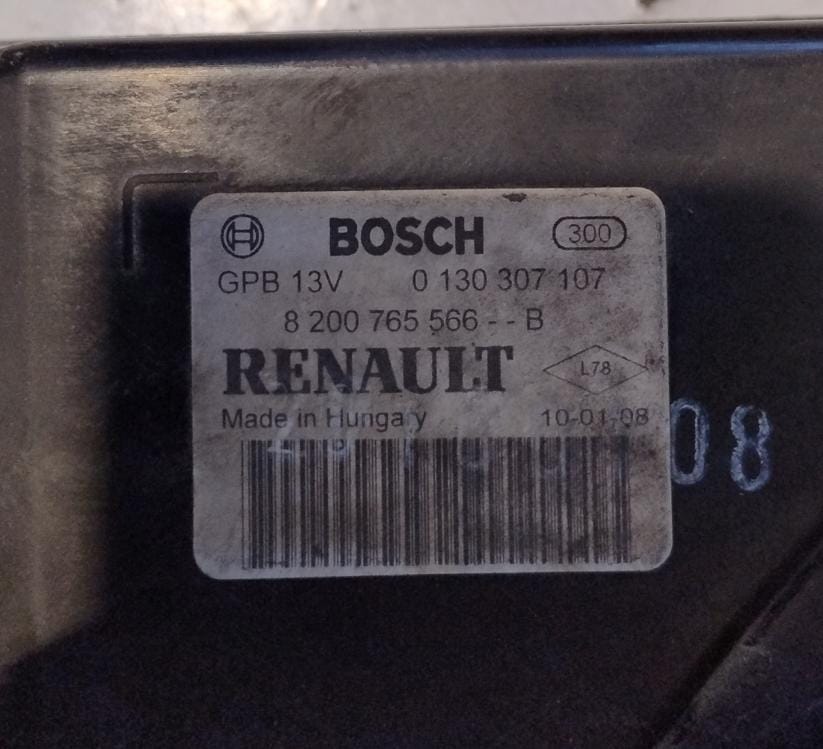 BOSCH 300
GPB 13V 0 130 307 107
8 200 765 566 - - B
RENAULT L78
Made in Hungary 10-01-08
08